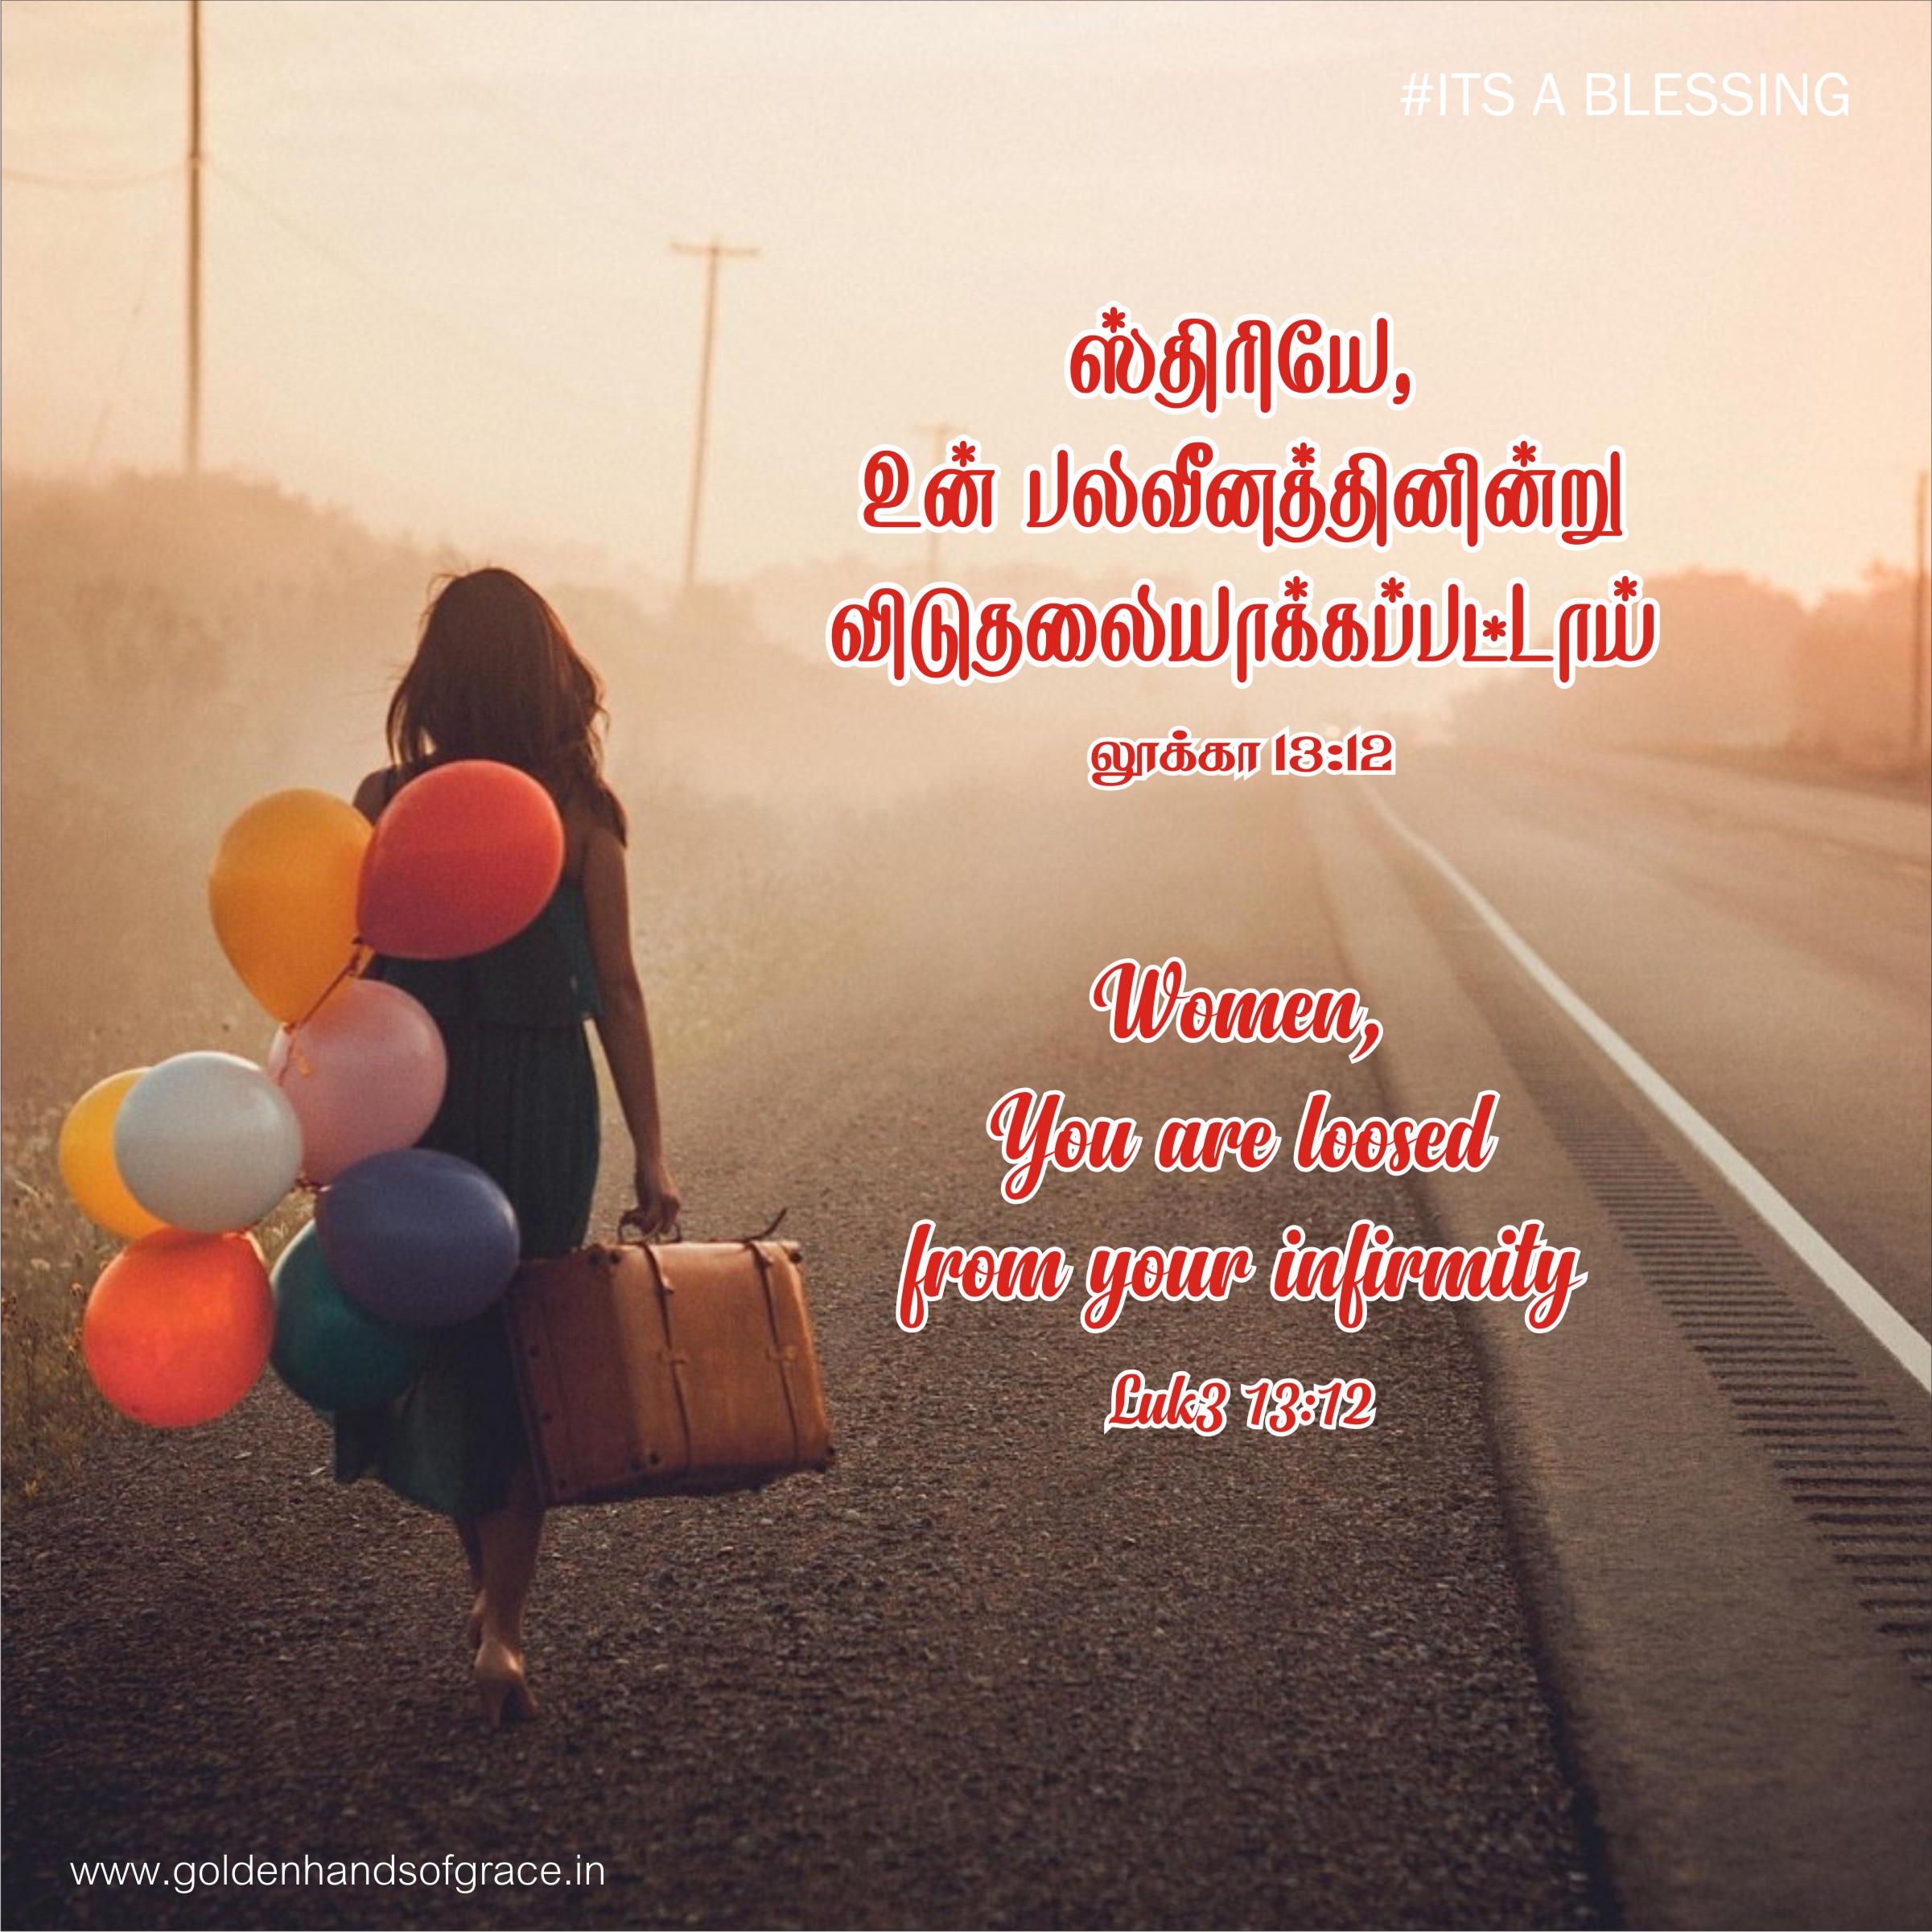 #ITS A BLESSING
ஸ்திரியே,
உன் பலவீனத்தினின்று
விடுதலையாக்கப்பட்டாய்
லூக்கா 13:12
Women,
You are loosed
from your infirmity
Luk3 13:12
www.goldenhandsofgrace.in